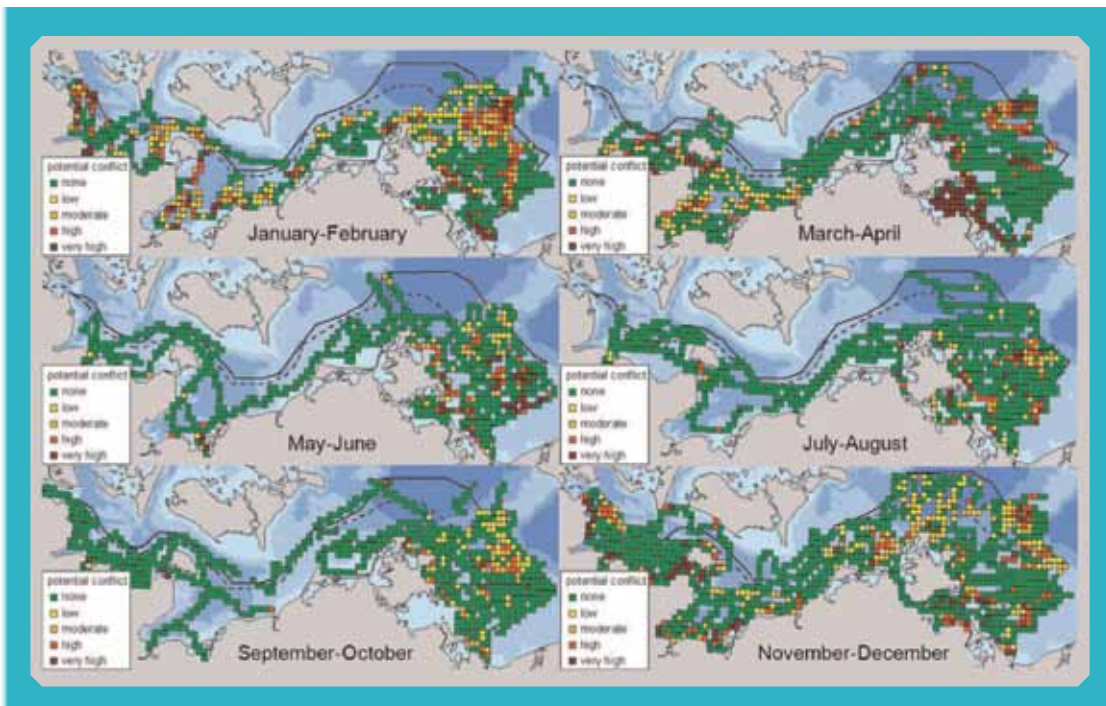 potential conflict
none
low
moderate
high
very high
January-February
potential conflict
none
low
moderate
high
very high
March-April
potential conflict
none
low
moderate
high
very high
May-June
potential conflict
none
low
moderate
high
very high
July-August
potential conflict
none
low
moderate
high
very high
September-October
potential conflict
none
low
moderate
high
very high
November-December